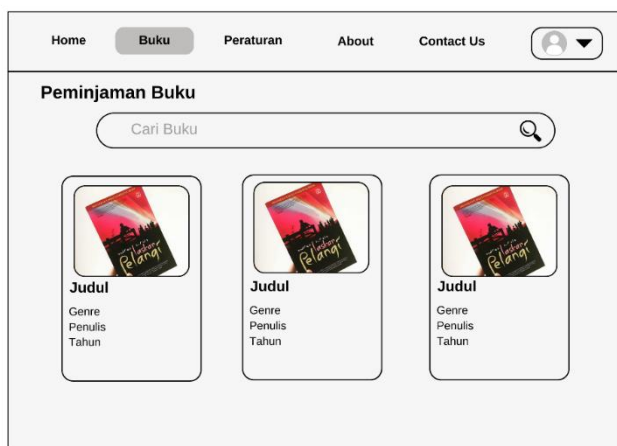 Home Buku Peraturan About Contact Us
Peminjaman Buku
Cari Buku
Laskar
Pelangi
Judul
Genre
Penulis
Tahun
Laskar
Pelangi
Judul
Genre
Penulis
Tahun
Laskar
Pelangi
Judul
Genre
Penulis
Tahun